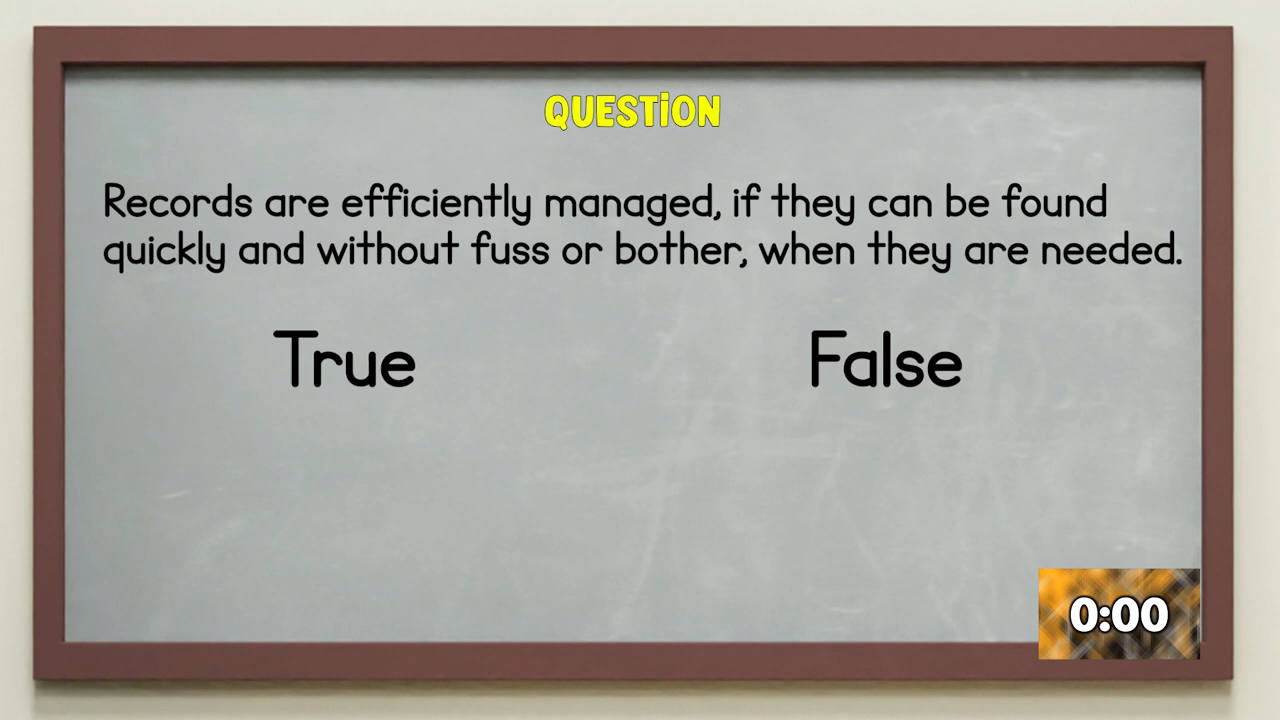 QUESTION
Records are efficiently managed, if they can be found
quickly and without fuss or bother, when they are needed.
True False
0:00